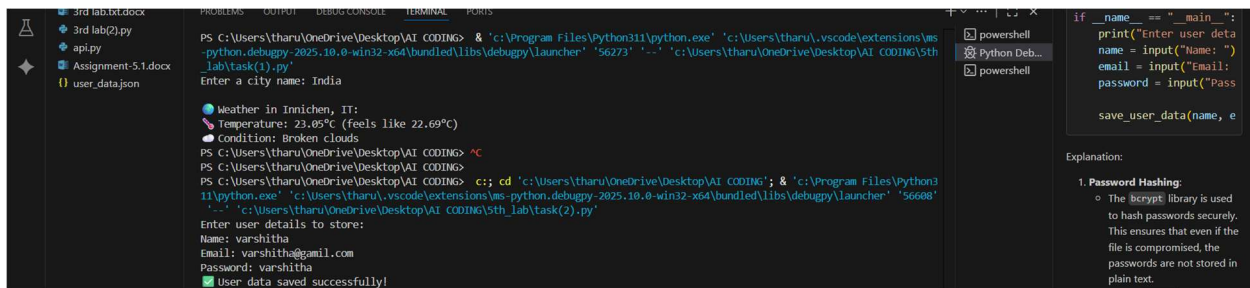 3rd lab.txt.docx
3rd lab(2).py
api.py
Assignment-5.1.docx
{} user_data.json
PROBLEMS OUTPUT DEBUG CONSOLE TERMINAL PORTS
PS C:\Users\tharu\OneDrive\Desktop\AI CODING> & 'c:\Program Files\Python311\python.exe' 'c:\Users\tharu\.vscode\extensions\ms
-python.debugpy-2025.10.0-win32-x64\bundled\libs\debugpy\launcher' '56273' '--' 'c:\Users\tharu\OneDrive\Desktop\AI CODING\5th
_lab\task(1).py'
Enter a city name: India
Weather in Innichen, IT:
Temperature: 23.05°C (feels like 22.69°C)
Condition: Broken clouds
PS C:\Users\tharu\OneDrive\Desktop\AI CODING> ^C
PS C:\Users\tharu\OneDrive\Desktop\AI CODING>
PS C:\Users\tharu\OneDrive\Desktop\AI CODING> c:; cd 'c:\Users\tharu\OneDrive\Desktop\AI CODING'; & 'c:\Program Files\Python3
11\python.exe' 'c:\Users\tharu\.vscode\extensions\ms-python.debugpy-2025.10.0-win32-x64\bundled\libs\debugpy\launcher' '56608'
'--' 'c:\Users\tharu\OneDrive\Desktop\AI CODING\5th_lab\task(2).py'
Enter user details to store:
Name: varshitha
Email: varshitha@gamil.com
Password: varshitha
User data saved successfully!
powershell
Python Deb...
powershell
if __name__ == "__main__":
print("Enter user deta
name = input("Name: ")
email = input("Email:
password = input("Pass
save_user_data(name, e
Explanation:
1. Password Hashing:
The bcrypt library is used
to hash passwords securely.
This ensures that even if the
file is compromised, the
passwords are not stored in
plain text.